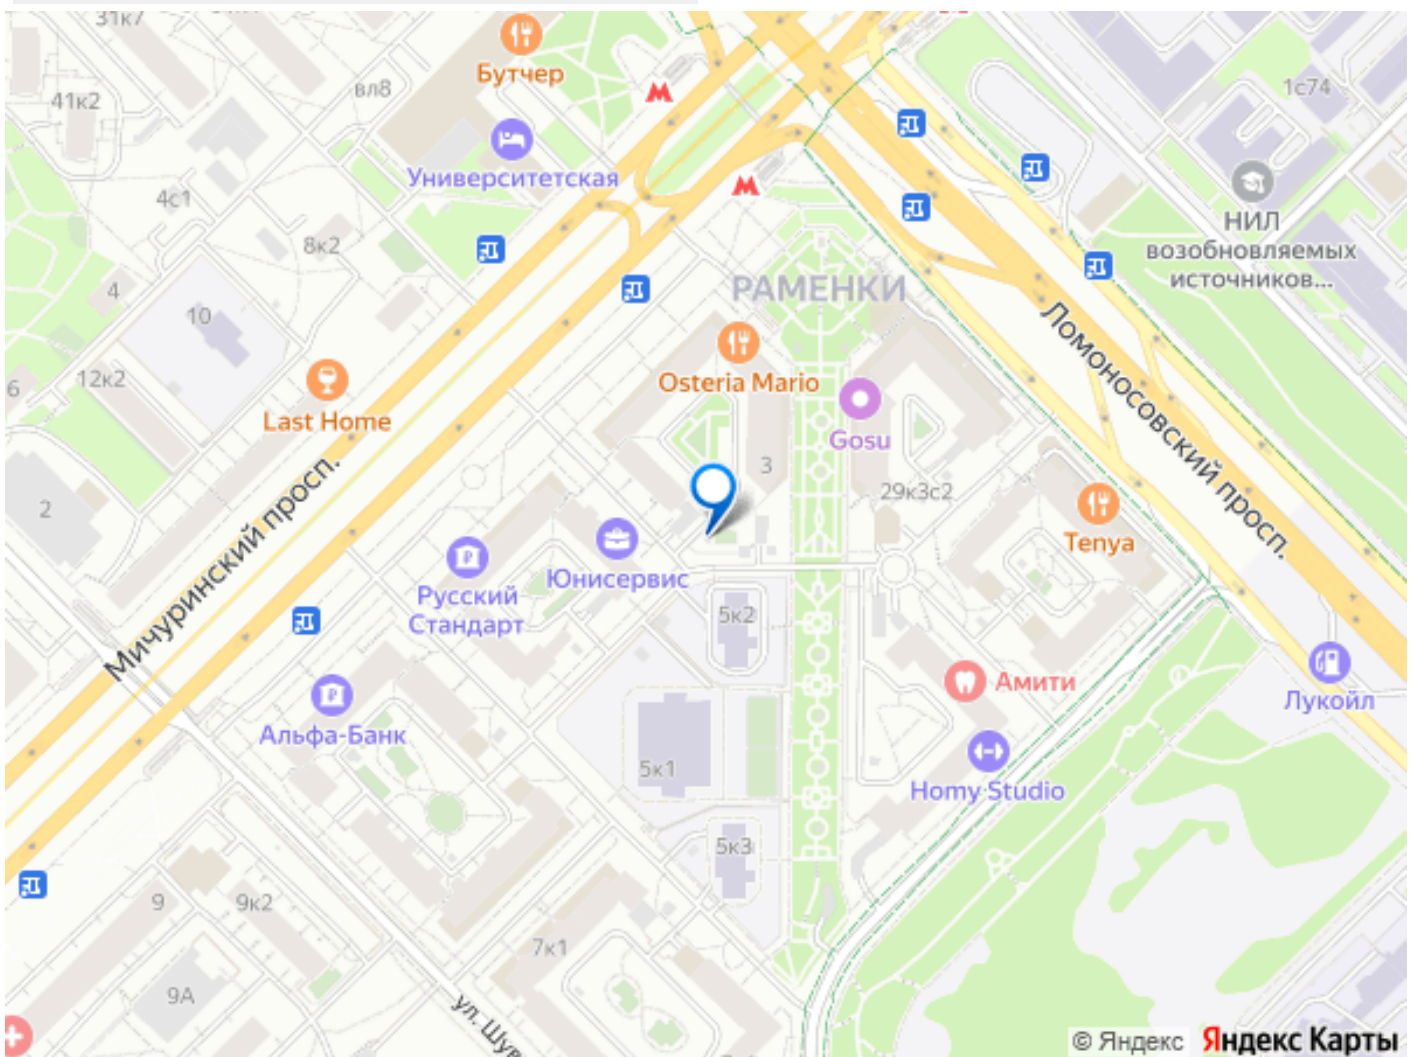 31к7
Бутчер
41к2
вл8
1с74
Университетская
НИЛ
возобновляемых
источников...
4с1
8к2
4
10
РАМЕНКИ
6
12к2
Last Home
Osteria Mario
Gosu
Ломоносовский просп.
3
2
29к3с2
Tenya
Мичуринский просп.
Юнисервис
Русский
Стандарт
5к2
Амити
Лукойл
Альфа-Банк
5к1
Homy Studio
5к3
9
9к2
7к1
9А
ул. Шув
© Яндекс Яндекс Карты